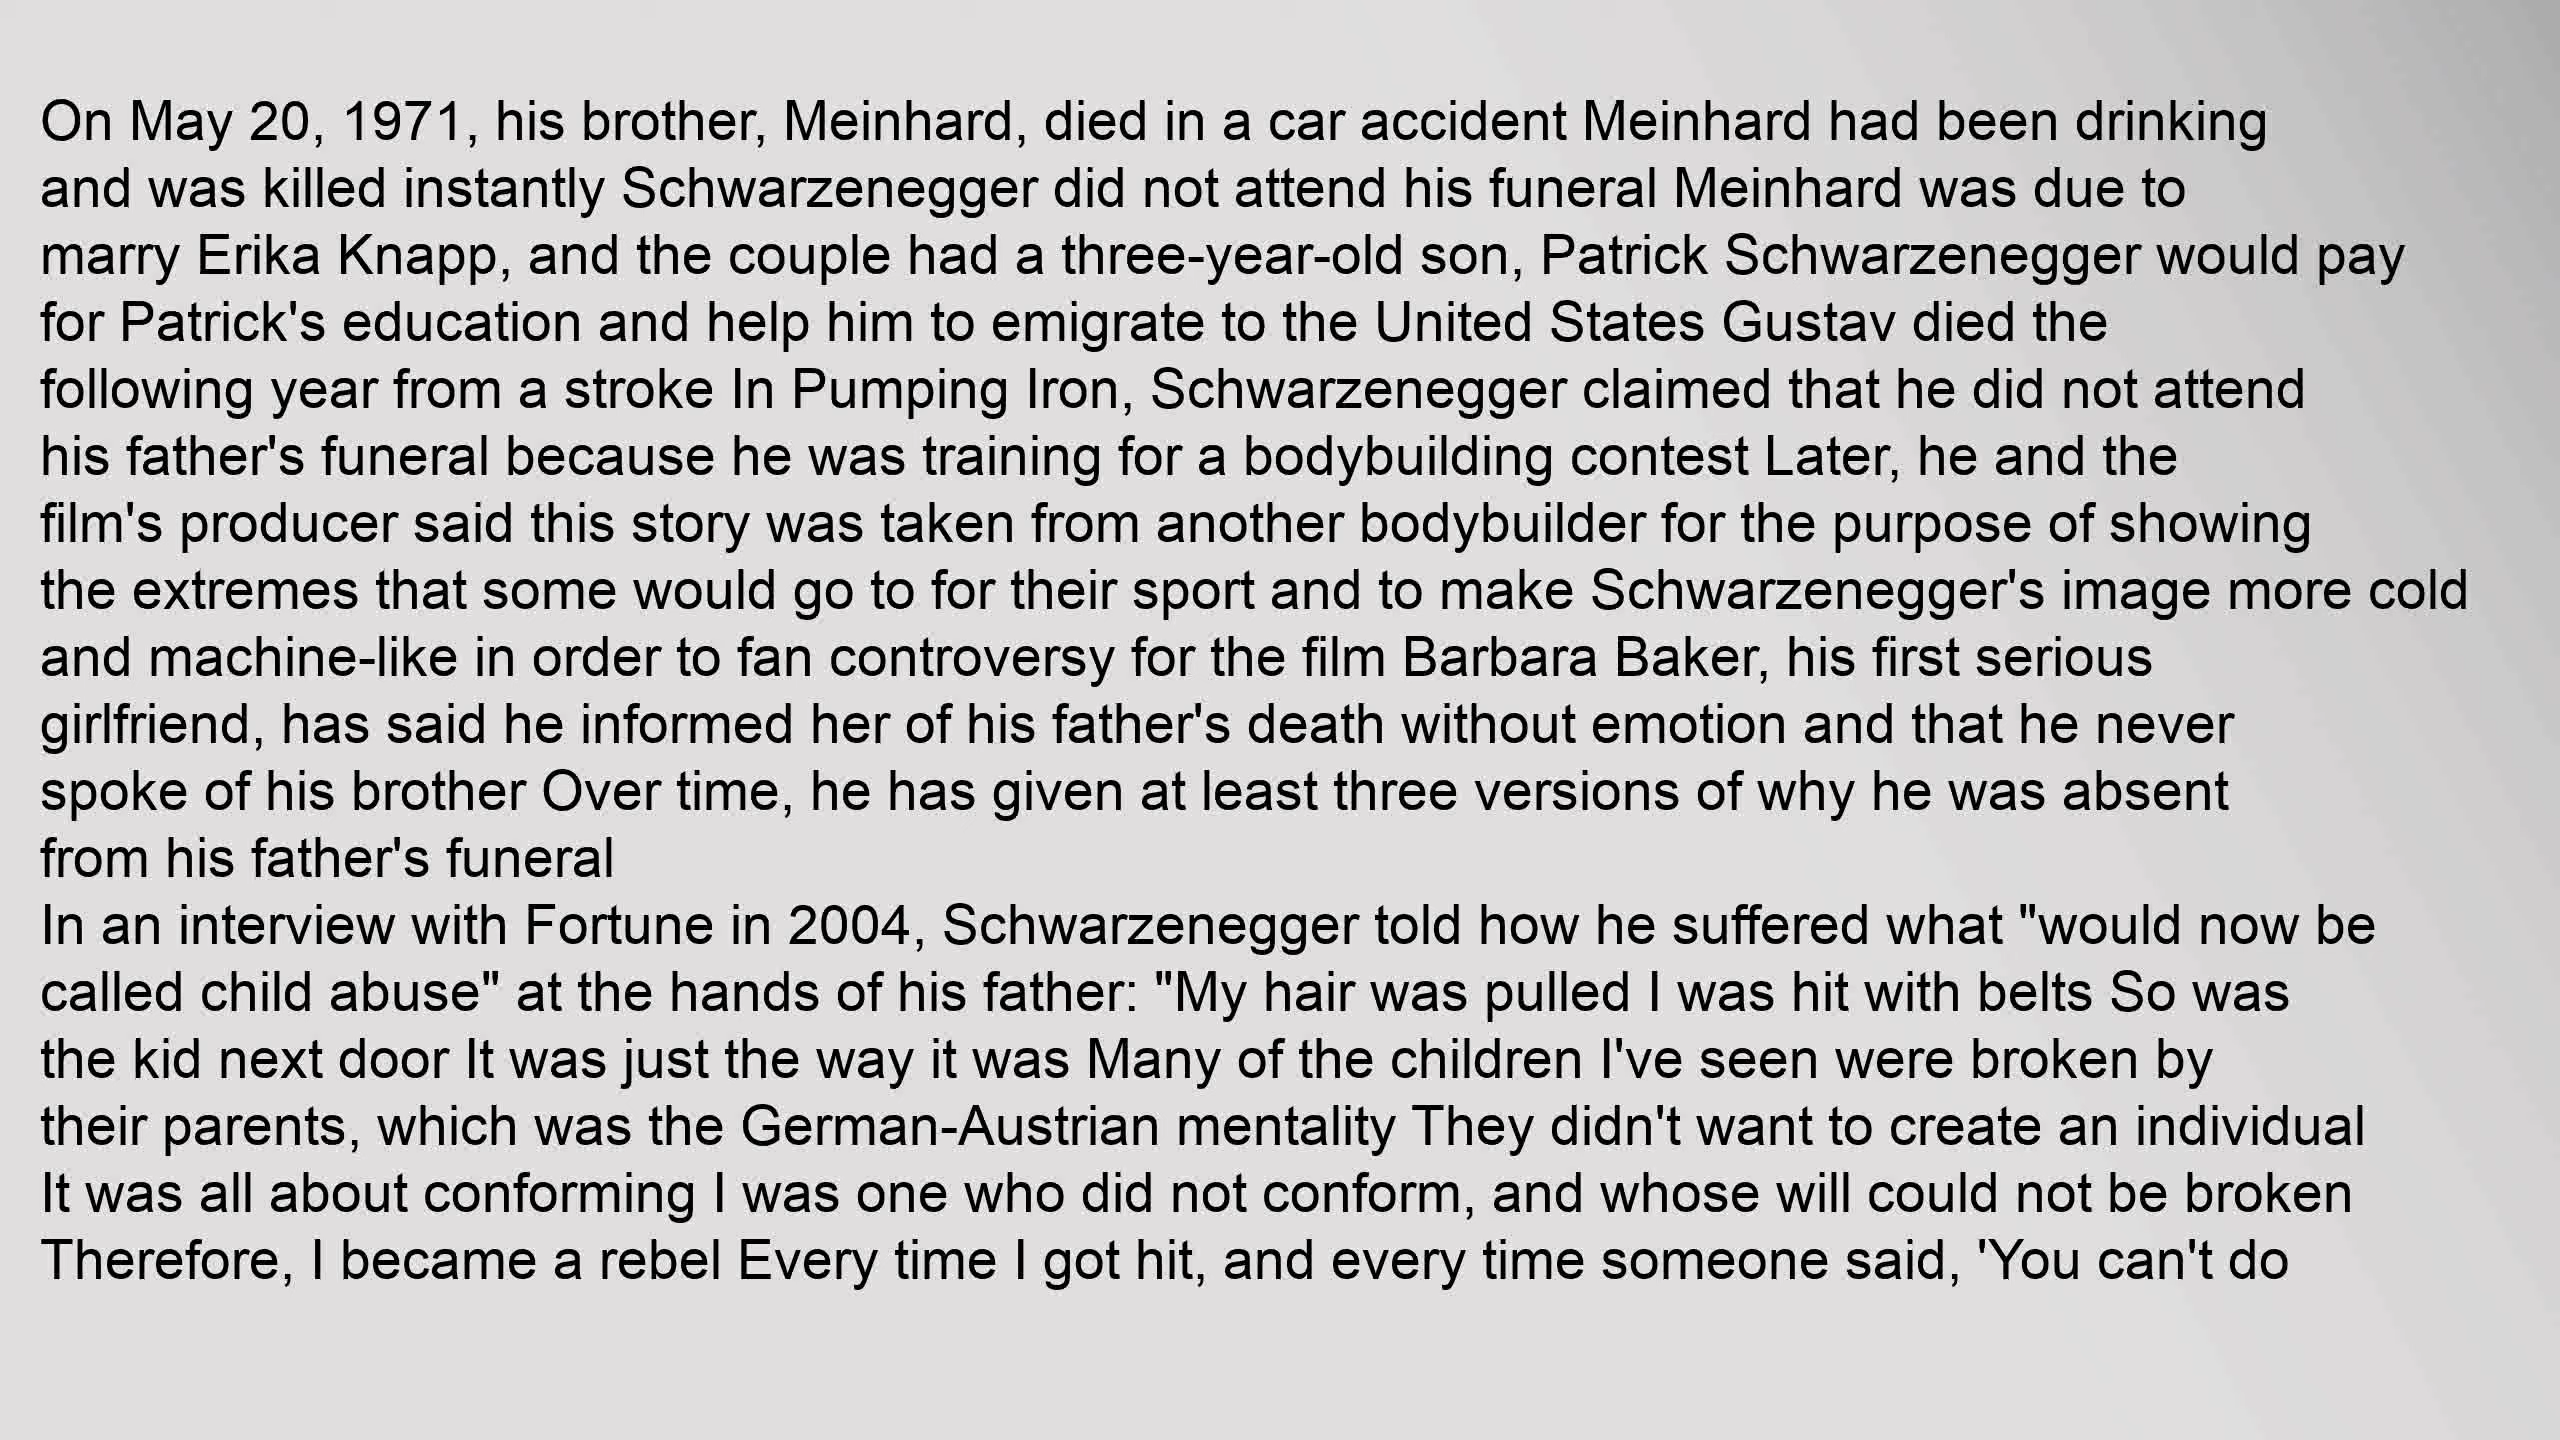 On May 20, 1971, his brother, Meinhard, died in a car accident Meinhard had been drinking
and was killed instantly Schwarzenegger did not attend his funeral Meinhard was due to
marry Erika Knapp, and the couple had a three-year-old son, Patrick Schwarzenegger would pay
for Patrick's education and help him to emigrate to the United States Gustav died the
following year from a stroke In Pumping Iron, Schwarzenegger claimed that he did not attend
his father's funeral because he was training for a bodybuilding contest Later, he and the
film's producer said this story was taken from another bodybuilder for the purpose of showing
the extremes that some would go to for their sport and to make Schwarzenegger's image more cold
and machine-like in order to fan controversy for the film Barbara Baker, his first serious
girlfriend, has said he informed her of his father's death without emotion and that he never
spoke of his brother Over time, he has given at least three versions of why he was absent
from his father's funeral
In an interview with Fortune in 2004, Schwarzenegger told how he suffered what "would now be
called child abuse" at the hands of his father: "My hair was pulled I was hit with belts So was
the kid next door It was just the way it was Many of the children I've seen were broken by
their parents, which was the German-Austrian mentality They didn't want to create an individual
It was all about conforming I was one who did not conform, and whose will could not be broken
Therefore, I became a rebel Every time I got hit, and every time someone said, 'You can't do